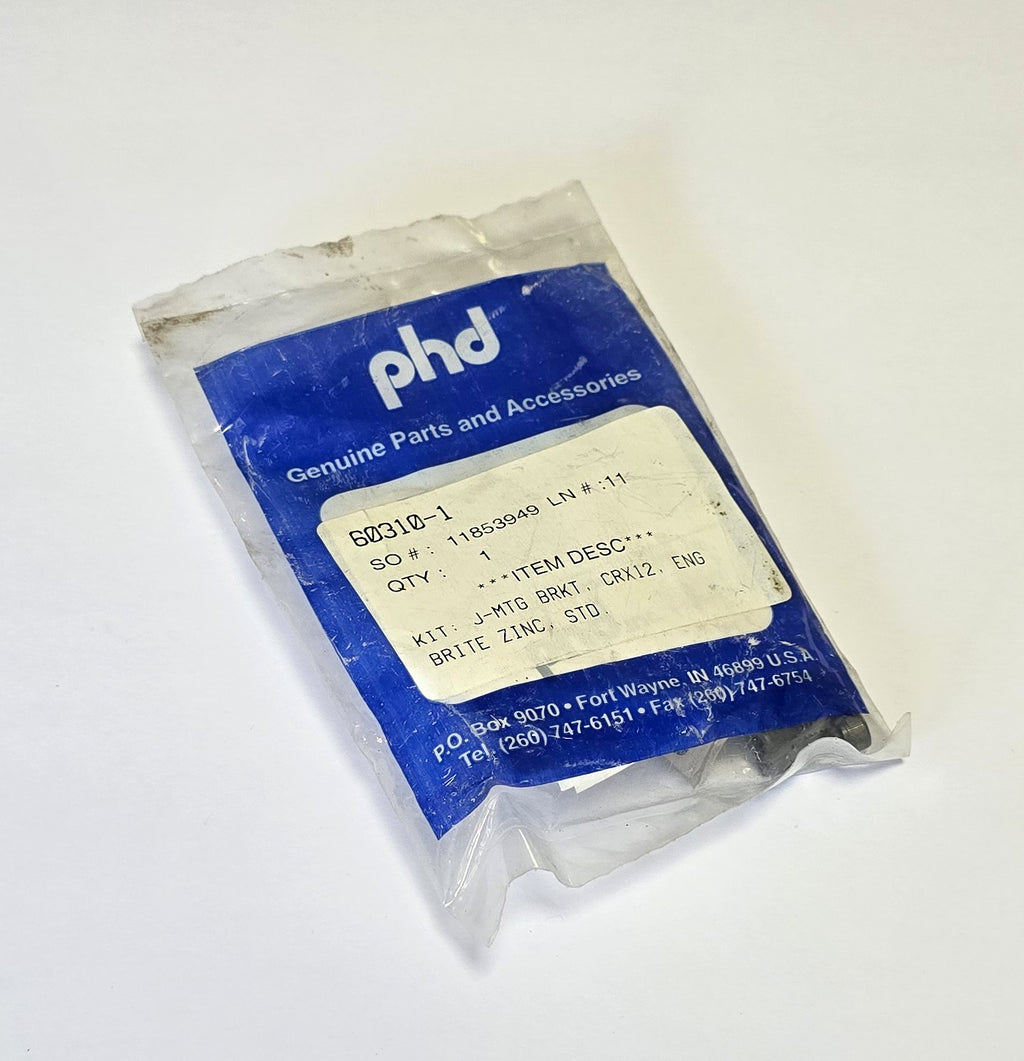 phd
Genuine Parts and Accessories
60310-1
SO # : 11853949 LN # :11
QTY : 1
***ITEM DESC***
KIT: J-MTG BRKT, CRX12, ENG
BRITE ZINC, STD.
P.O. Box 9070 • Fort Wayne, IN 46899 U.S.A.
Tel. (260) 747-6151 • Fax (260) 747-6754